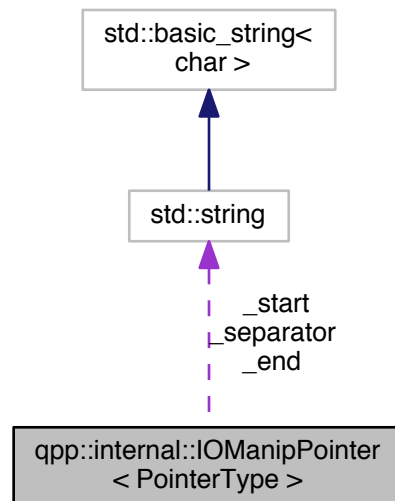 std::basic_string<
char >
std::string
_start
_separator
_end
qpp::internal::IOManipPointer
< PointerType >